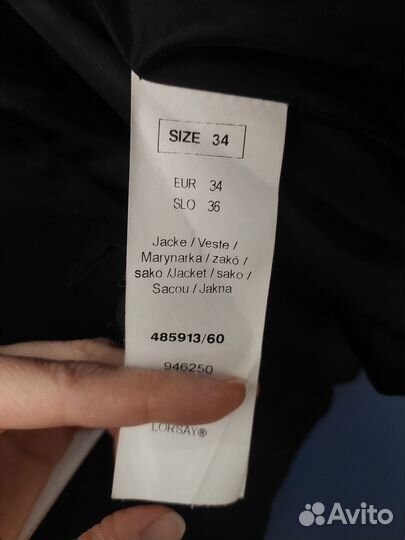 SIZE 34
EUR 34
SLO 36
Jacke / Veste /
Marynarka / zakó /
sako /Jacket / sako /
Sacou / Jakna
485913/60
946250
L'ORSAY®
Avito